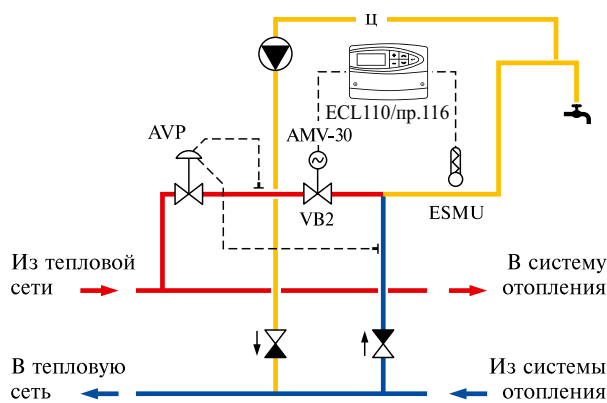 Ц
ECL110/пр.116
AVP
AMV-30
VB2
ESMU
Из тепловой
сети
В систему
отопления
В тепловую
сеть
Из системы
отопления